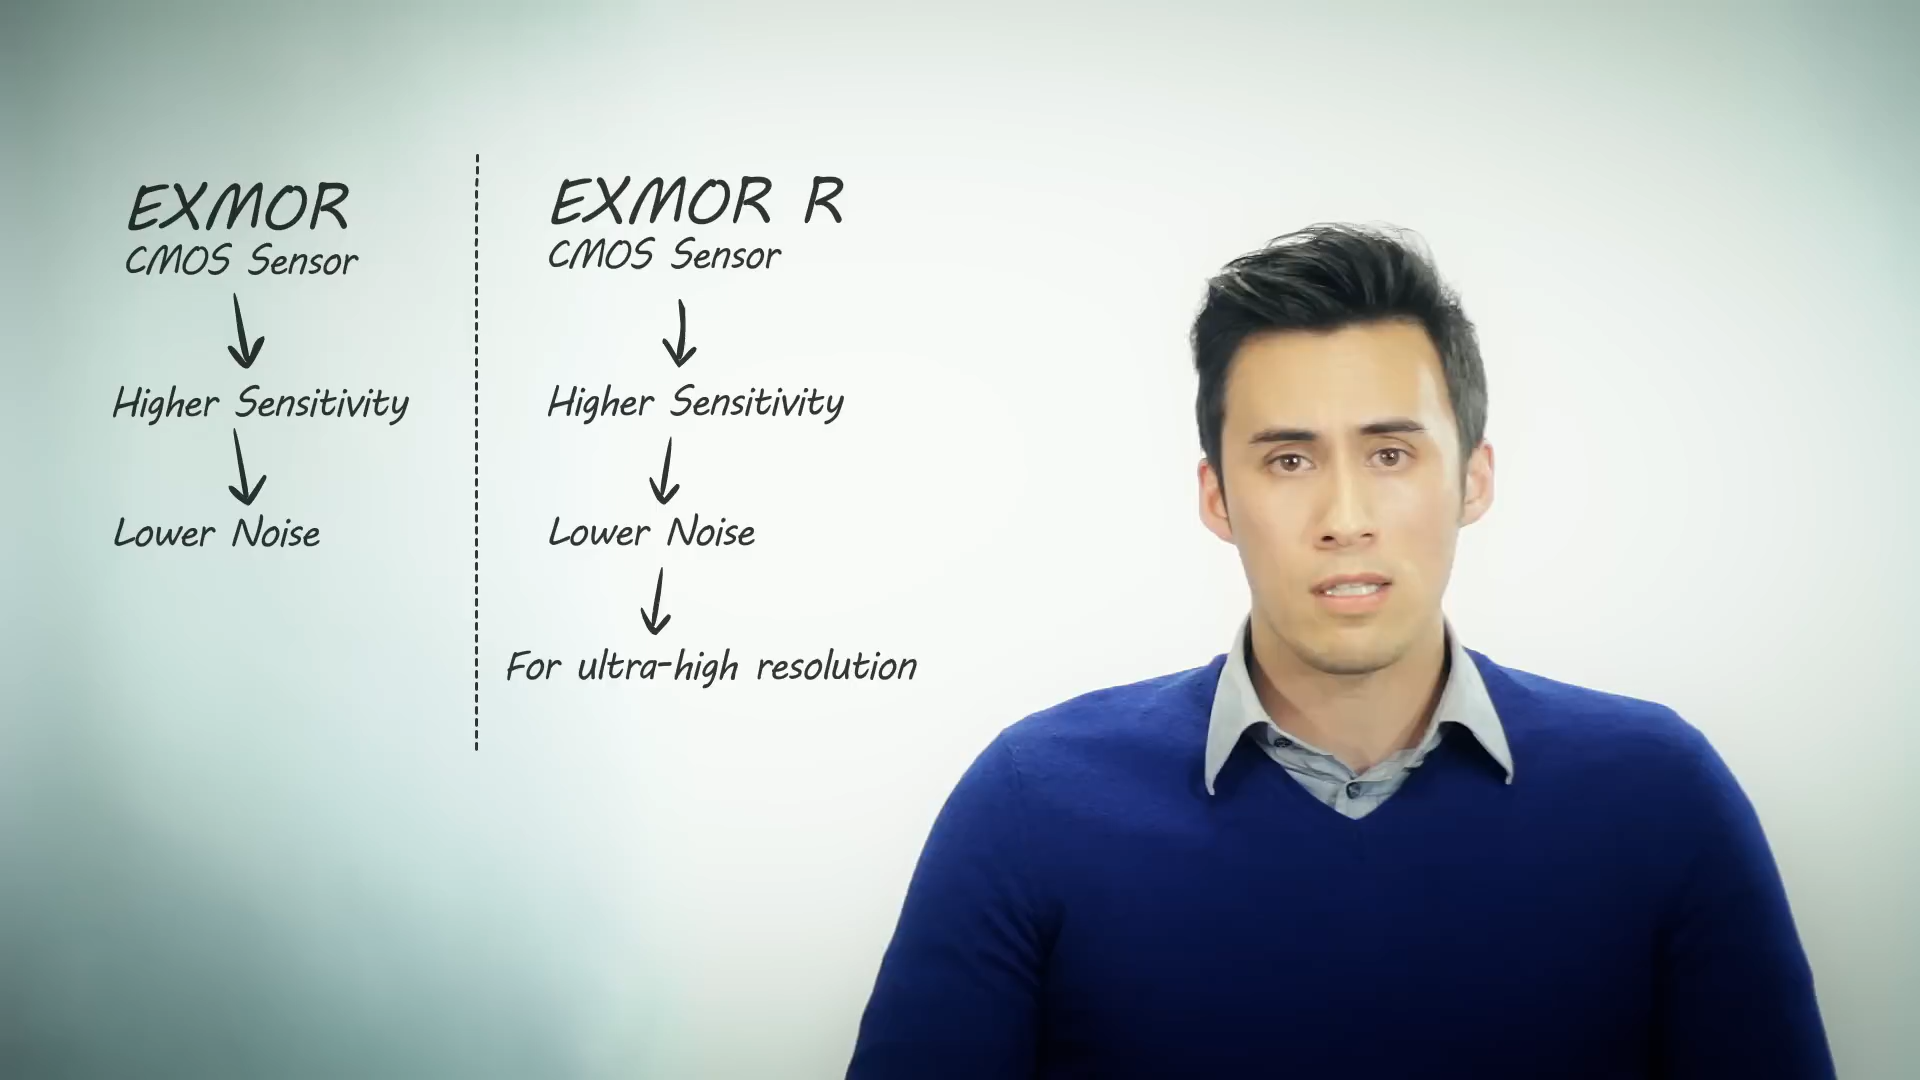 EXMOR
CMOS Sensor
Higher Sensitivity
Lower Noise
EXMOR R
CMOS Sensor
Higher Sensitivity
Lower Noise
For ultra-high resolution